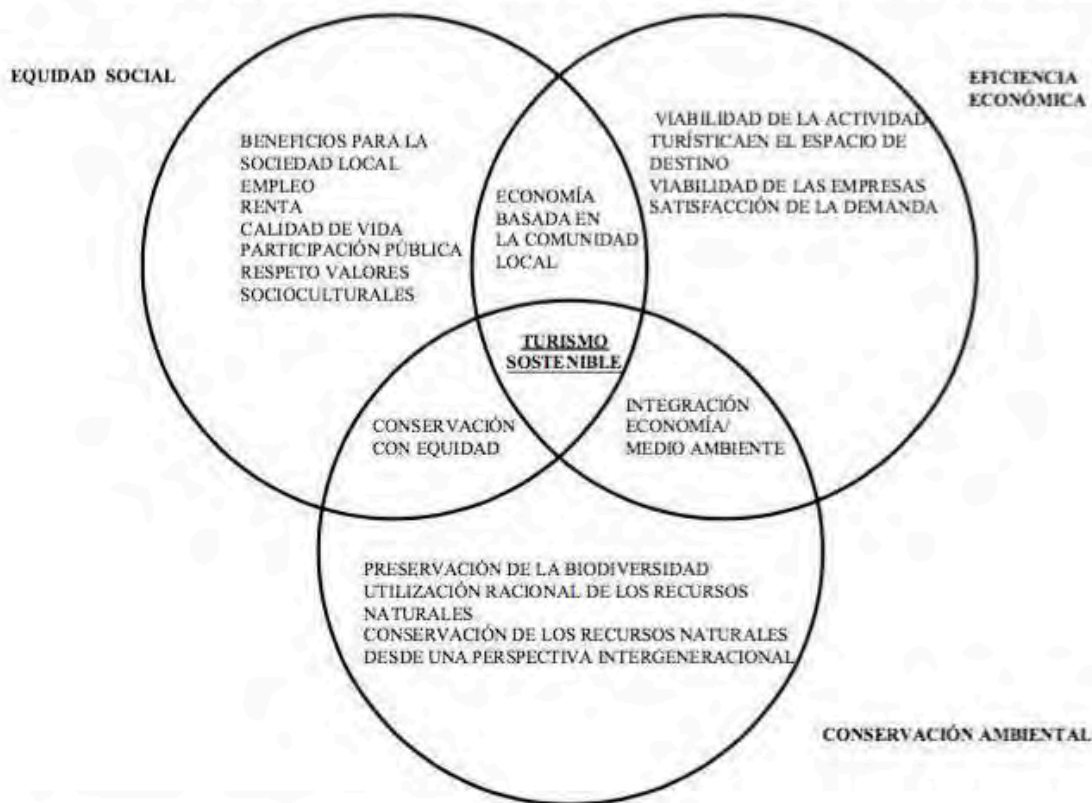 EQUIDAD SOCIAL
EFICIENCIA
ECONÓMICA
BENEFICIOS PARA LA
SOCIEDAD LOCAL
EMPLEO
RENTA
CALIDAD DE VIDA
PARTICIPACIÓN PÚBLICA
RESPETO VALORES
SOCIOCULTURALES
ECONOMÍA
BASADA EN
LA COMUNIDAD
LOCAL
VIABILIDAD DE LA ACTIVIDAD
TURÍSTICAEN EL ESPACIO DE
DESTINO
VIABILIDAD DE LAS EMPRESAS
SATISFACCIÓN DE LA DEMANDA
TURISMO
SOSTENIBLE
CONSERVACIÓN
CON EQUIDAD
INTEGRACIÓN
ECONOMÍA/
MEDIO AMBIENTE
PRESERVACIÓN DE LA BIODIVERSIDAD
UTILIZACIÓN RACIONAL DE LOS RECURSOS
NATURALES
CONSERVACIÓN DE LOS RECURSOS NATURALES
DESDE UNA PERSPECTIVA INTERGENERACIONAL
CONSERVACIÓN AMBIENTAL